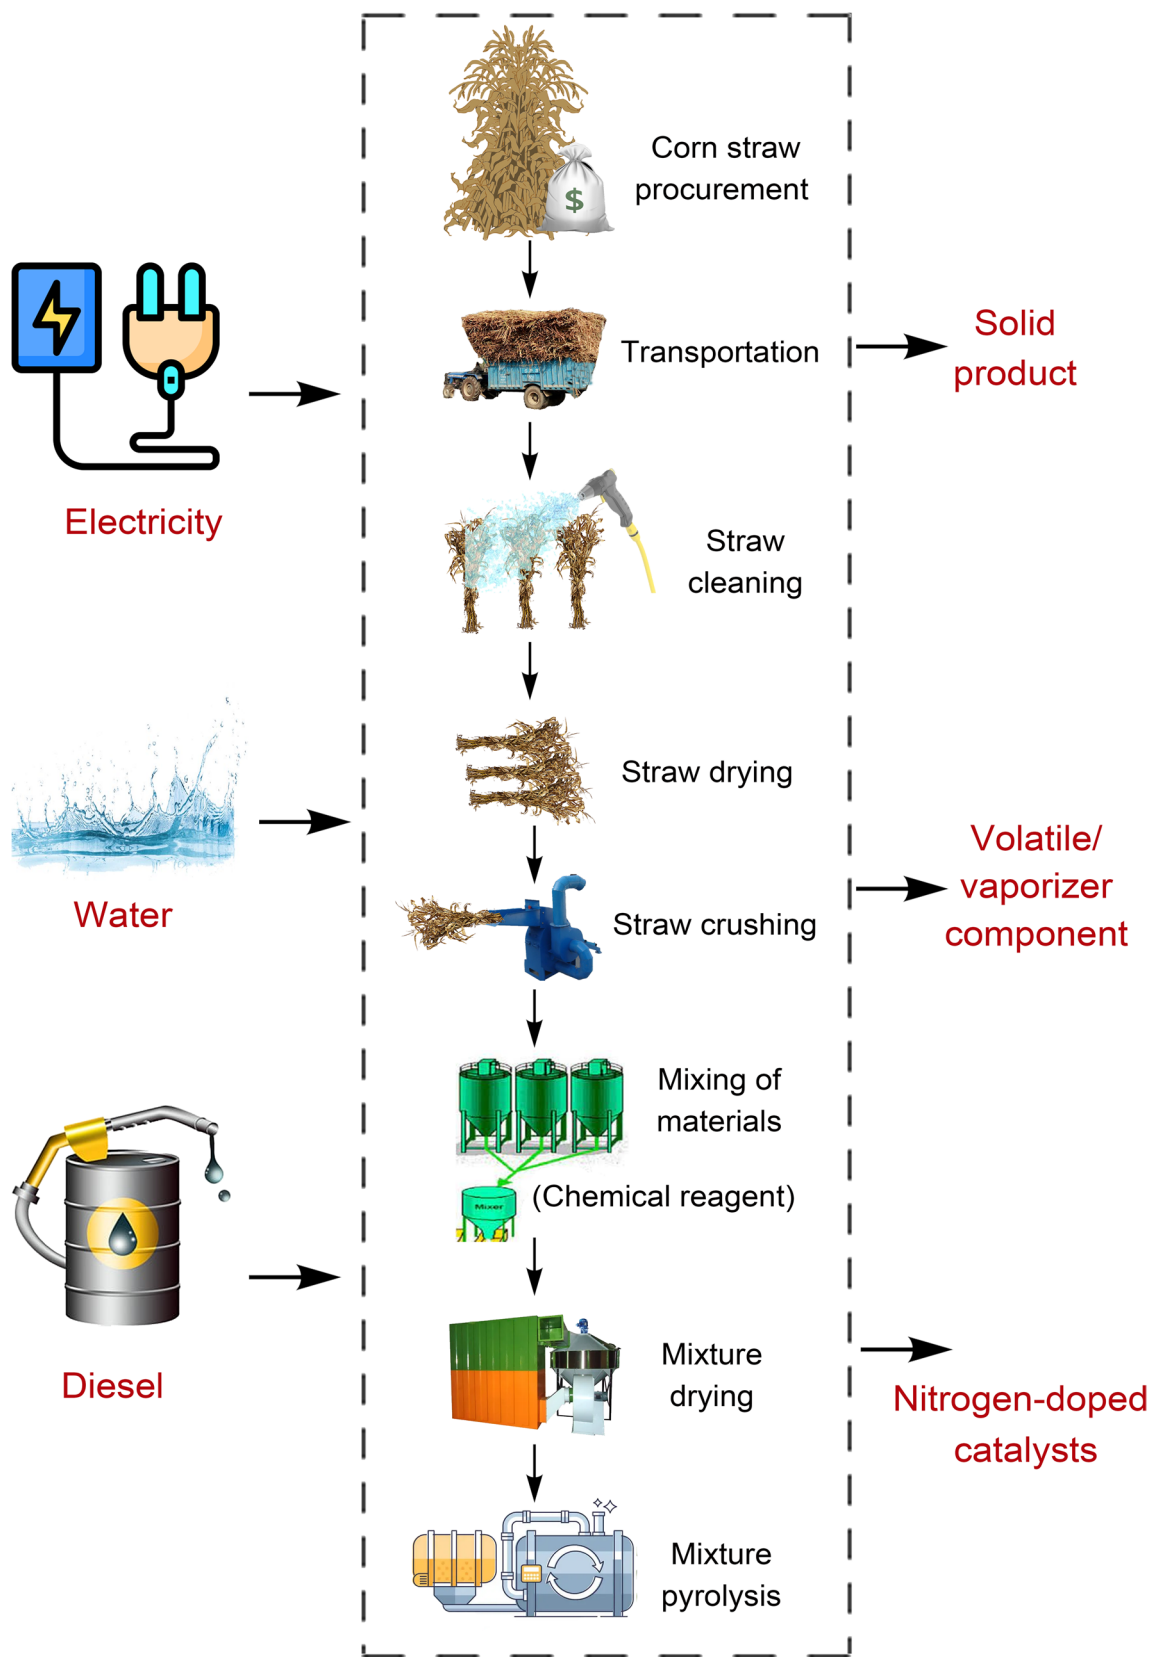 Corn straw
procurement
$
Transportation
Solid
product
Electricity
Straw
cleaning
Straw drying
Water
Straw crushing
Volatile/
vaporizer
component
Mixing of
materials
Mixer
(Chemical reagent)
Diesel
Mixture
drying
Nitrogen-doped
catalysts
Mixture
pyrolysis